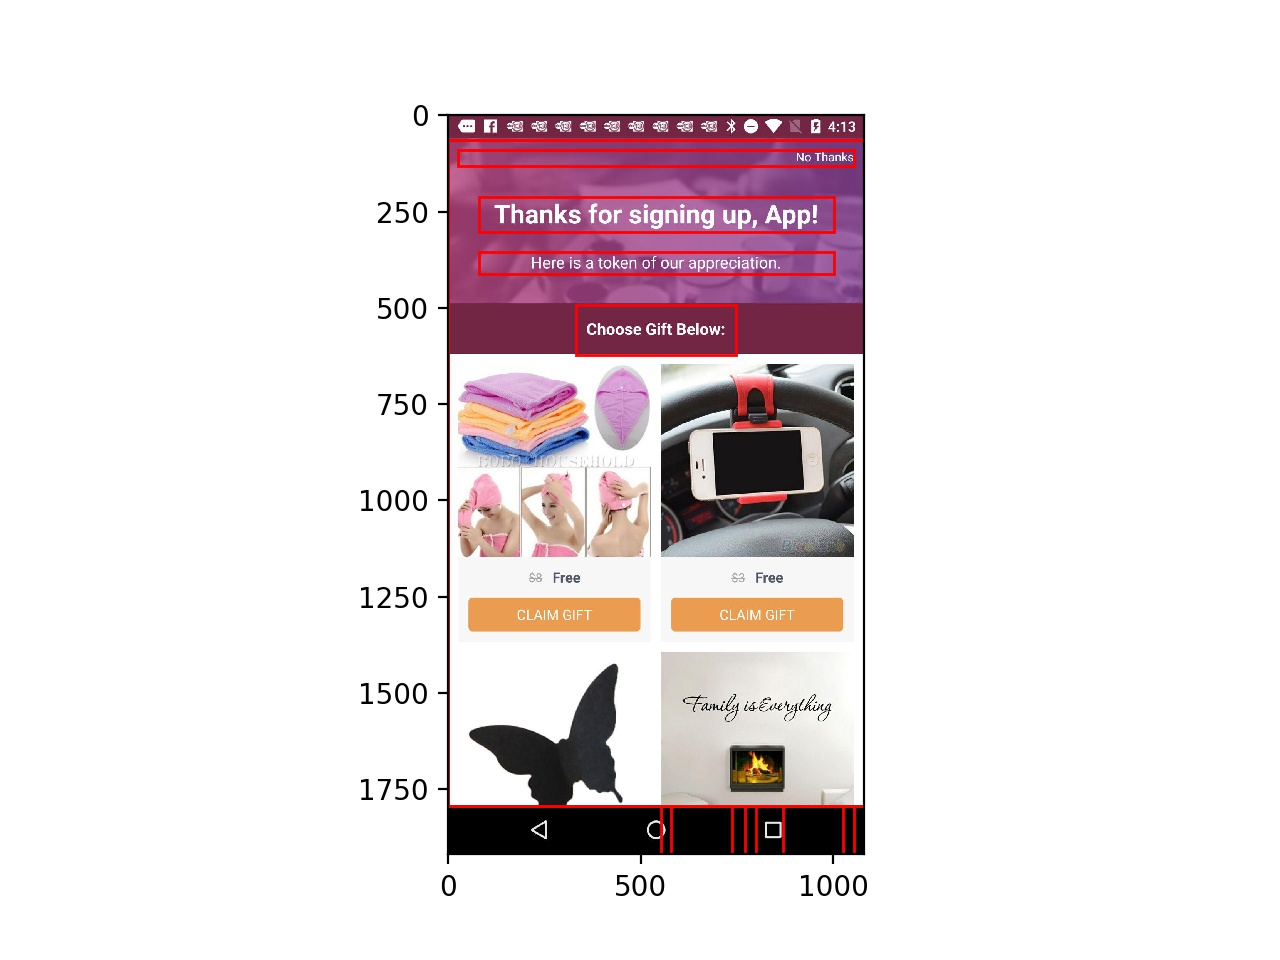 0
250
500
750
1000
1250
1500
1750
0
500
1000
4:13
No Thanks
Thanks for signing up, App!
Here is a token of our appreciation.
Choose Gift Below:
$8 Free
$3 Free
CLAIM GIFT
CLAIM GIFT
Family is Everything